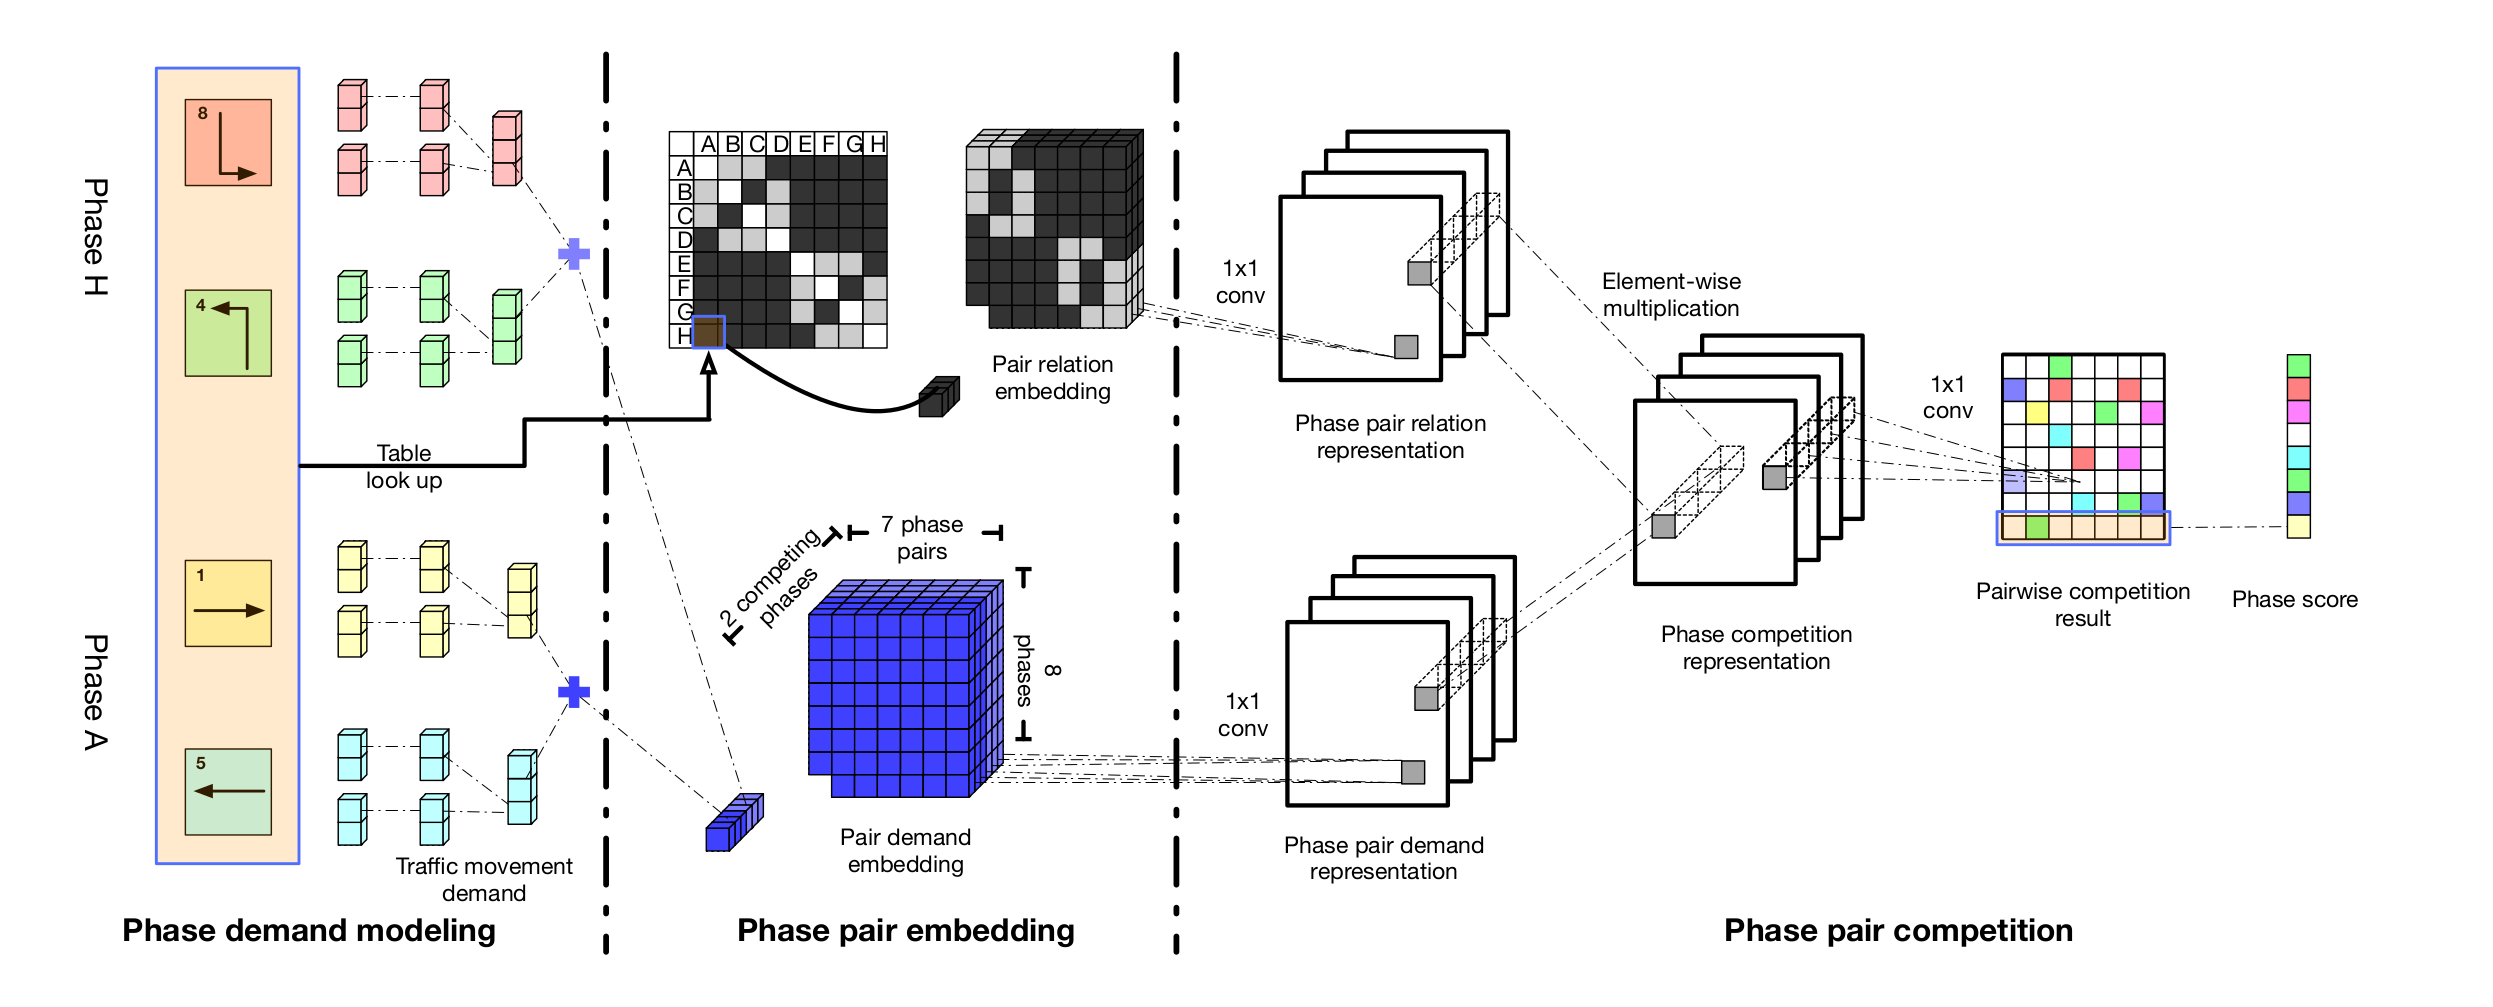 Phase H
8
4
Phase A
1
5
Table
look up
Traffic movement
demand
Phase demand modeling
A B C D E F G H
A
B
C
D
E
F
G
H
Pair relation
embedding
2 competing
phases
7 phase
pairs
8
phases
Pair demand
embedding
Phase pair embedding
1x1
conv
Phase pair relation
representation
Element-wise
multiplication
1x1
conv
Phase pair demand
representation
Phase competition
representation
1x1
conv
Pairwise competition
result
Phase score
Phase pair competition